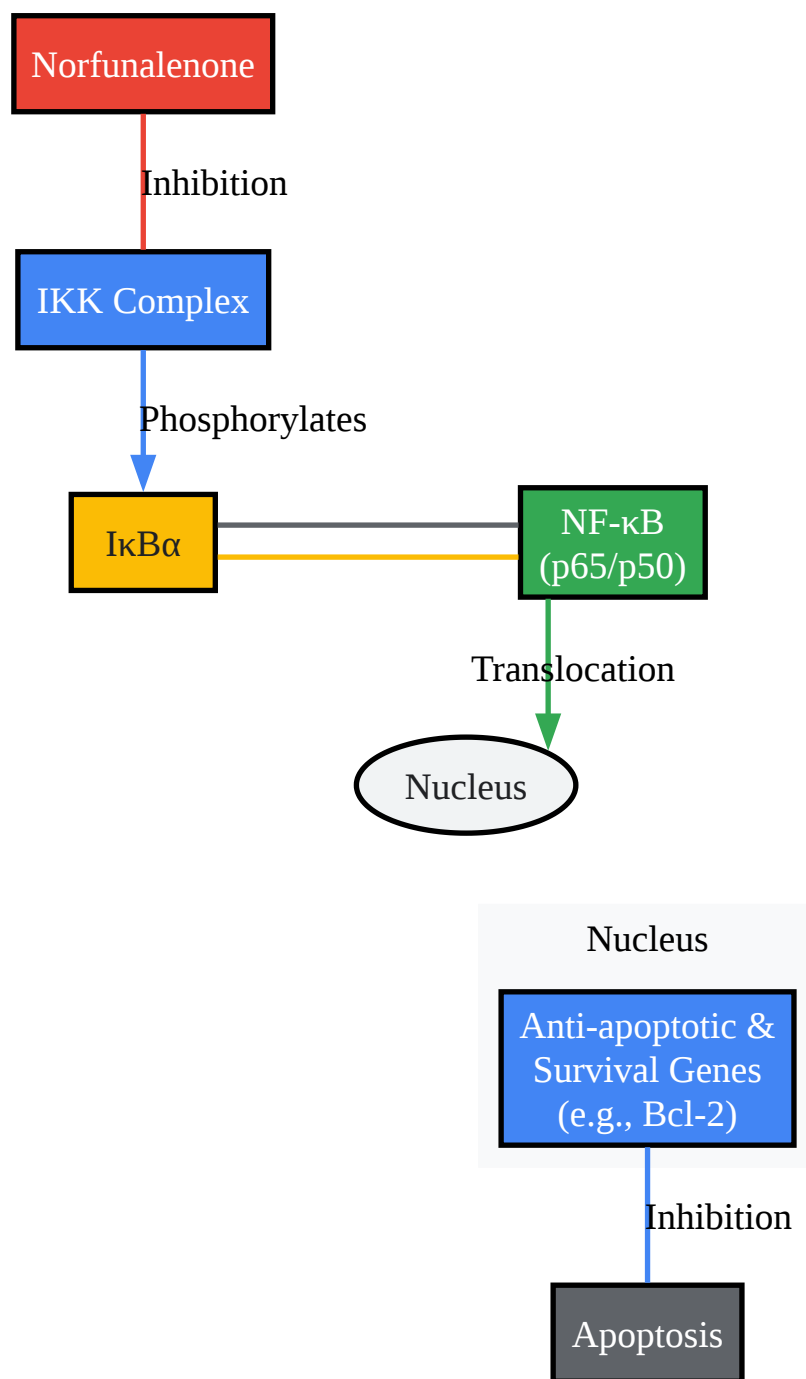 Norfunalenone
Inhibition
IKK Complex
Phosphorylates
IκBα
NF-κB
(p65/p50)
Translocation
Nucleus
Nucleus
Anti-apoptotic &
Survival Genes
(e.g., Bcl-2)
Inhibition
Apoptosis